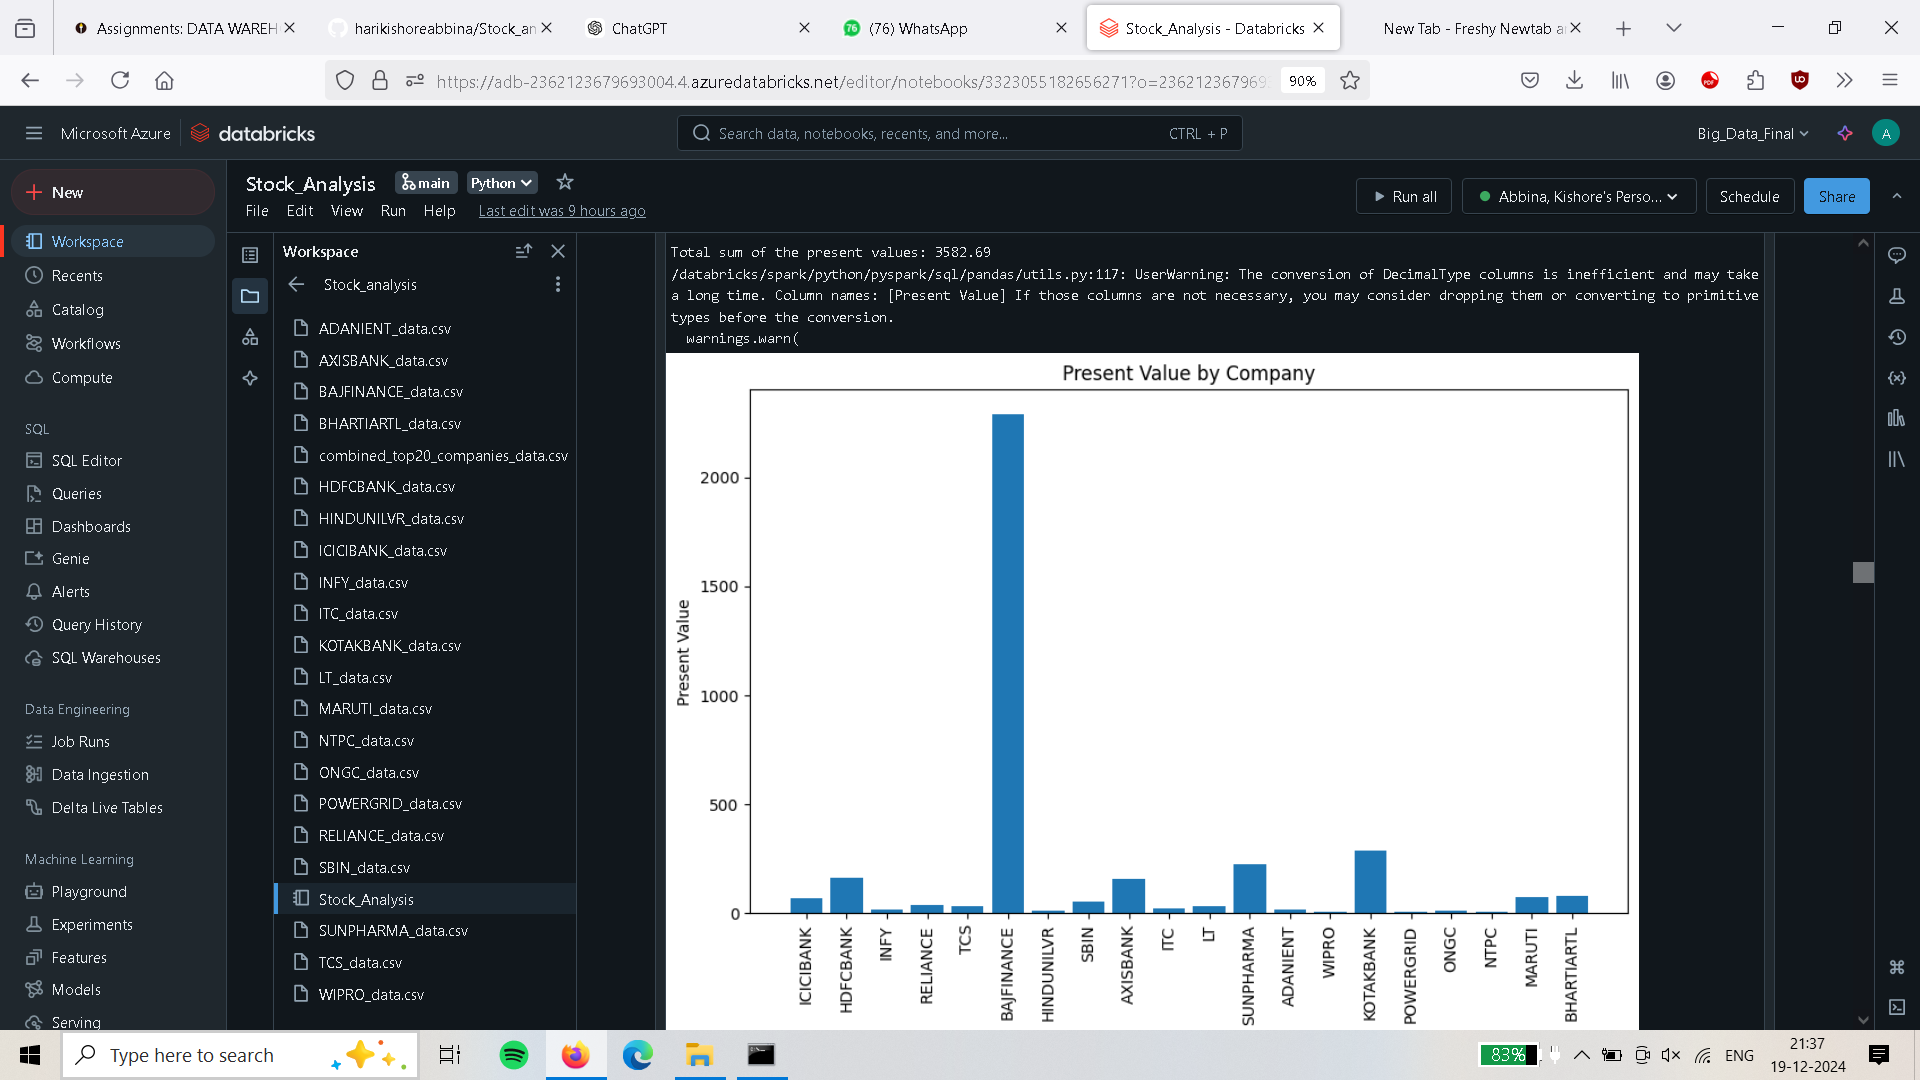 Assignments: DATA WAREH
harikishoreabbina/Stock_an
ChatGPT
76
(76) WhatsApp
Stock_Analysis - Databricks
New Tab - Freshy Newtab a
https://adb-2362123679693004.4.azuredatabricks.net/editor/notebooks/3323055182656271?o=236212367969
90%
Microsoft Azure
databricks
Search data, notebooks, recents, and more...
CTRL + P
Big_Data_Final
A
New
Workspace
Recents
Catalog
Workflows
Compute
SQL
SQL Editor
Queries
Dashboards
Genie
Alerts
Query History
SQL Warehouses
Data Engineering
Job Runs
Data Ingestion
Delta Live Tables
Machine Learning
Playground
Experiments
Features
Models
Serving
Stock_Analysis
main
Python
File
Edit
View
Run
Help
Last edit was 9 hours ago
Run all
Abbina, Kishore's Perso...
Schedule
Share
Workspace
Stock_analysis
ADANIENT_data.csv
AXISBANK_data.csv
BAJFINANCE_data.csv
BHARTIARTL_data.csv
combined_top20_companies_data.csv
HDFCBANK_data.csv
HINDUNILVR_data.csv
ICICIBANK_data.csv
INFY_data.csv
ITC_data.csv
KOTAKBANK_data.csv
LT_data.csv
MARUTI_data.csv
NTPC_data.csv
ONGC_data.csv
POWERGRID_data.csv
RELIANCE_data.csv
SBIN_data.csv
Stock_Analysis
SUNPHARMA_data.csv
TCS_data.csv
WIPRO_data.csv
Total sum of the present values: 3582.69
/databricks/spark/python/pyspark/sql/pandas/utils.py:117: UserWarning: The conversion of DecimalType columns is inefficient and may take
a long time. Column names: [Present Value] If those columns are not necessary, you may consider dropping them or converting to primitive
types before the conversion.
warnings.warn(
Present Value by Company
Present Value
2000
1500
1000
500
0
ICICIBANK
HDFCBANK
INFY
RELIANCE
TCS
BAJFINANCE
HINDUNILVR
SBIN
AXISBANK
ITC
LT
SUNPHARMA
ADANIENT
WIPRO
KOTAKBANK
POWERGRID
ONGC
NTPC
MARUTI
BHARTIARTL
Type here to search
83%
ENG
21:37
19-12-2024